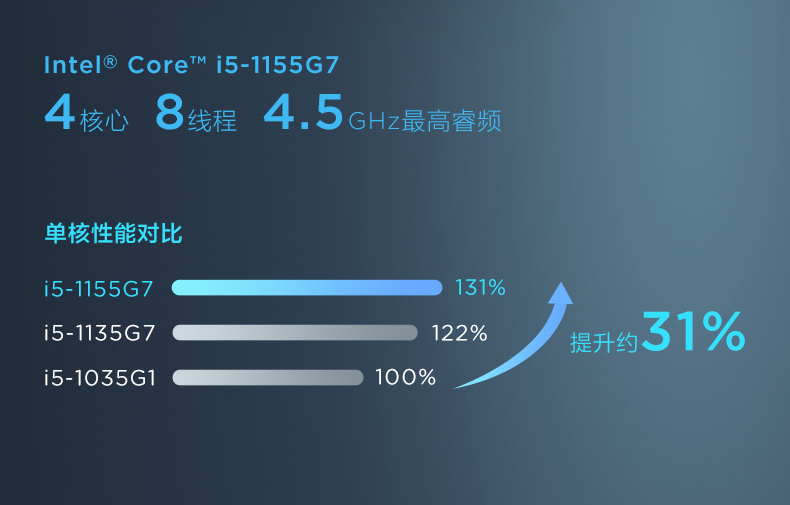 Intel® Core™ i5-1155G7
4核心 8线程 4.5GHz最高睿频
单核性能对比
i5-1155G7 131%
i5-1135G7 122%
i5-1035G1 100%
提升约31%